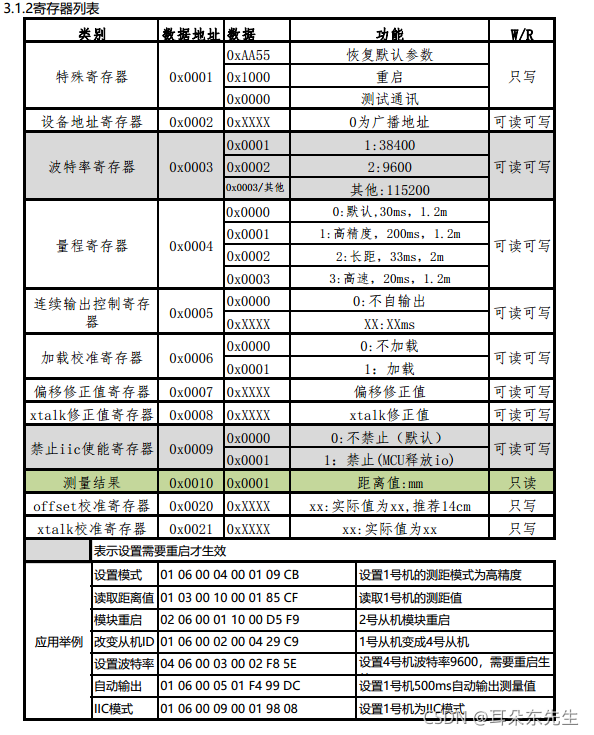 3.1.2寄存器列表
类别 数据地址 数据 功能 W/R
特殊寄存器 0x0001 0xAA55 恢复默认参数 只写
0x1000 重启
0x0000 测试通讯
设备地址寄存器 0x0002 0xXXXX 0为广播地址 可读可写
波特率寄存器 0x0003 0x0001 1:38400 可读可写
0x0002 2:9600
0x0003/其他 其他:115200
量程寄存器 0x0004 0x0000 0:默认,30ms, 1.2m 可读可写
0x0001 1:高精度, 200ms, 1.2m
0x0002 2:长距, 33ms, 2m
0x0003 3:高速, 20ms, 1.2m
连续输出控制寄存
器 0x0005 0x0000 0:不自输出 可读可写
0xXXXX XX:XXms
加载校准寄存器 0x0006 0x0000 0:不加载 可读可写
0x0001 1: 加载
偏移修正值寄存器 0x0007 0xXXXX 偏移修正值 可读可写
xtalk修正值寄存器 0x0008 0xXXXX xtalk修正值 可读可写
禁止iic使能寄存器 0x0009 0x0000 0:不禁止（默认） 可读可写
0x0001 1: 禁止(MCU释放io)
测量结果 0x0010 0x0001 距离值:mm 只读
offset校准寄存器 0x0020 0xXXXX xx:实际值为xx,推荐14cm 只写
xtalk校准寄存器 0x0021 0xXXXX xx:实际值为xx 只写
表示设置需要重启才生效
应用举例
设置模式 01 06 00 04 00 01 09 CB 设置1号机的测距模式为高精度
读取距离值 01 03 00 10 00 01 85 CF 读取1号机的测距值
模块重启 02 06 00 01 10 00 D5 F9 2号从机模块重启
改变从机ID 01 06 00 02 00 04 29 C9 1号从机变成4号从机
设置波特率 04 06 00 03 00 02 F8 5E 设置4号机波特率9600，需要重启生
自动输出 01 06 00 05 01 F4 99 DC 设置1号机500ms自动输出测量值
IIC模式 01 06 00 09 00 01 98 08 设置1号机为IIC模式
CSDN @耳朵东先生